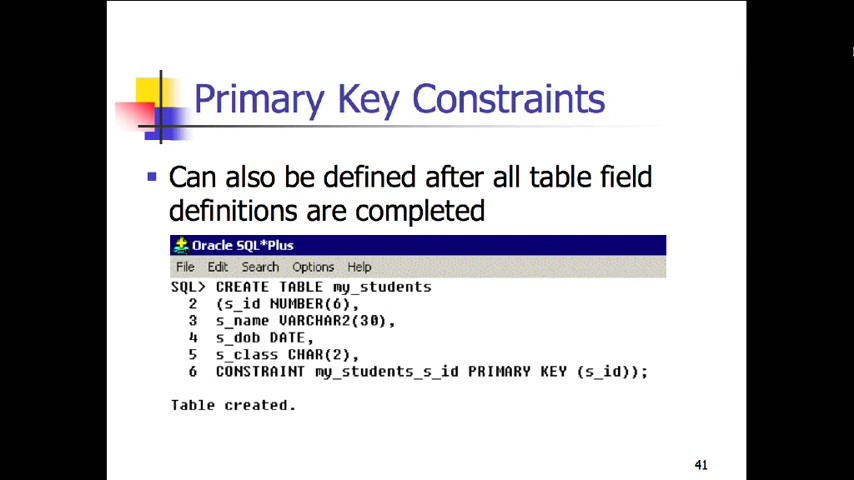 Primary Key Constraints
Can also be defined after all table field
definitions are completed
Oracle SQL*Plus
File Edit Search Options Help
SQL> CREATE TABLE my_students
2 (s_id NUMBER(6),
3 s_name VARCHAR2(30),
4 s_dob DATE,
5 s_class CHAR(2),
6 CONSTRAINT my_students_s_id PRIMARY KEY (s_id));
Table created.
41